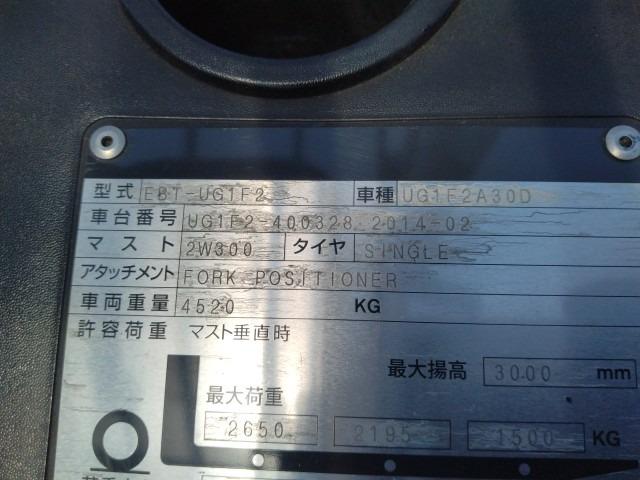 型式 EBT-UG1F2 車種 UG1F2A30D
車台番号 UG1F2-400328 2014-02
マスト 2W300 タイヤ SINGLE
アタッチメント FORK POSITIONER
車両重量 4520 KG
許容荷重 マスト垂直時
最大揚高 3000 mm
最大荷重
2650 2195 1500 KG